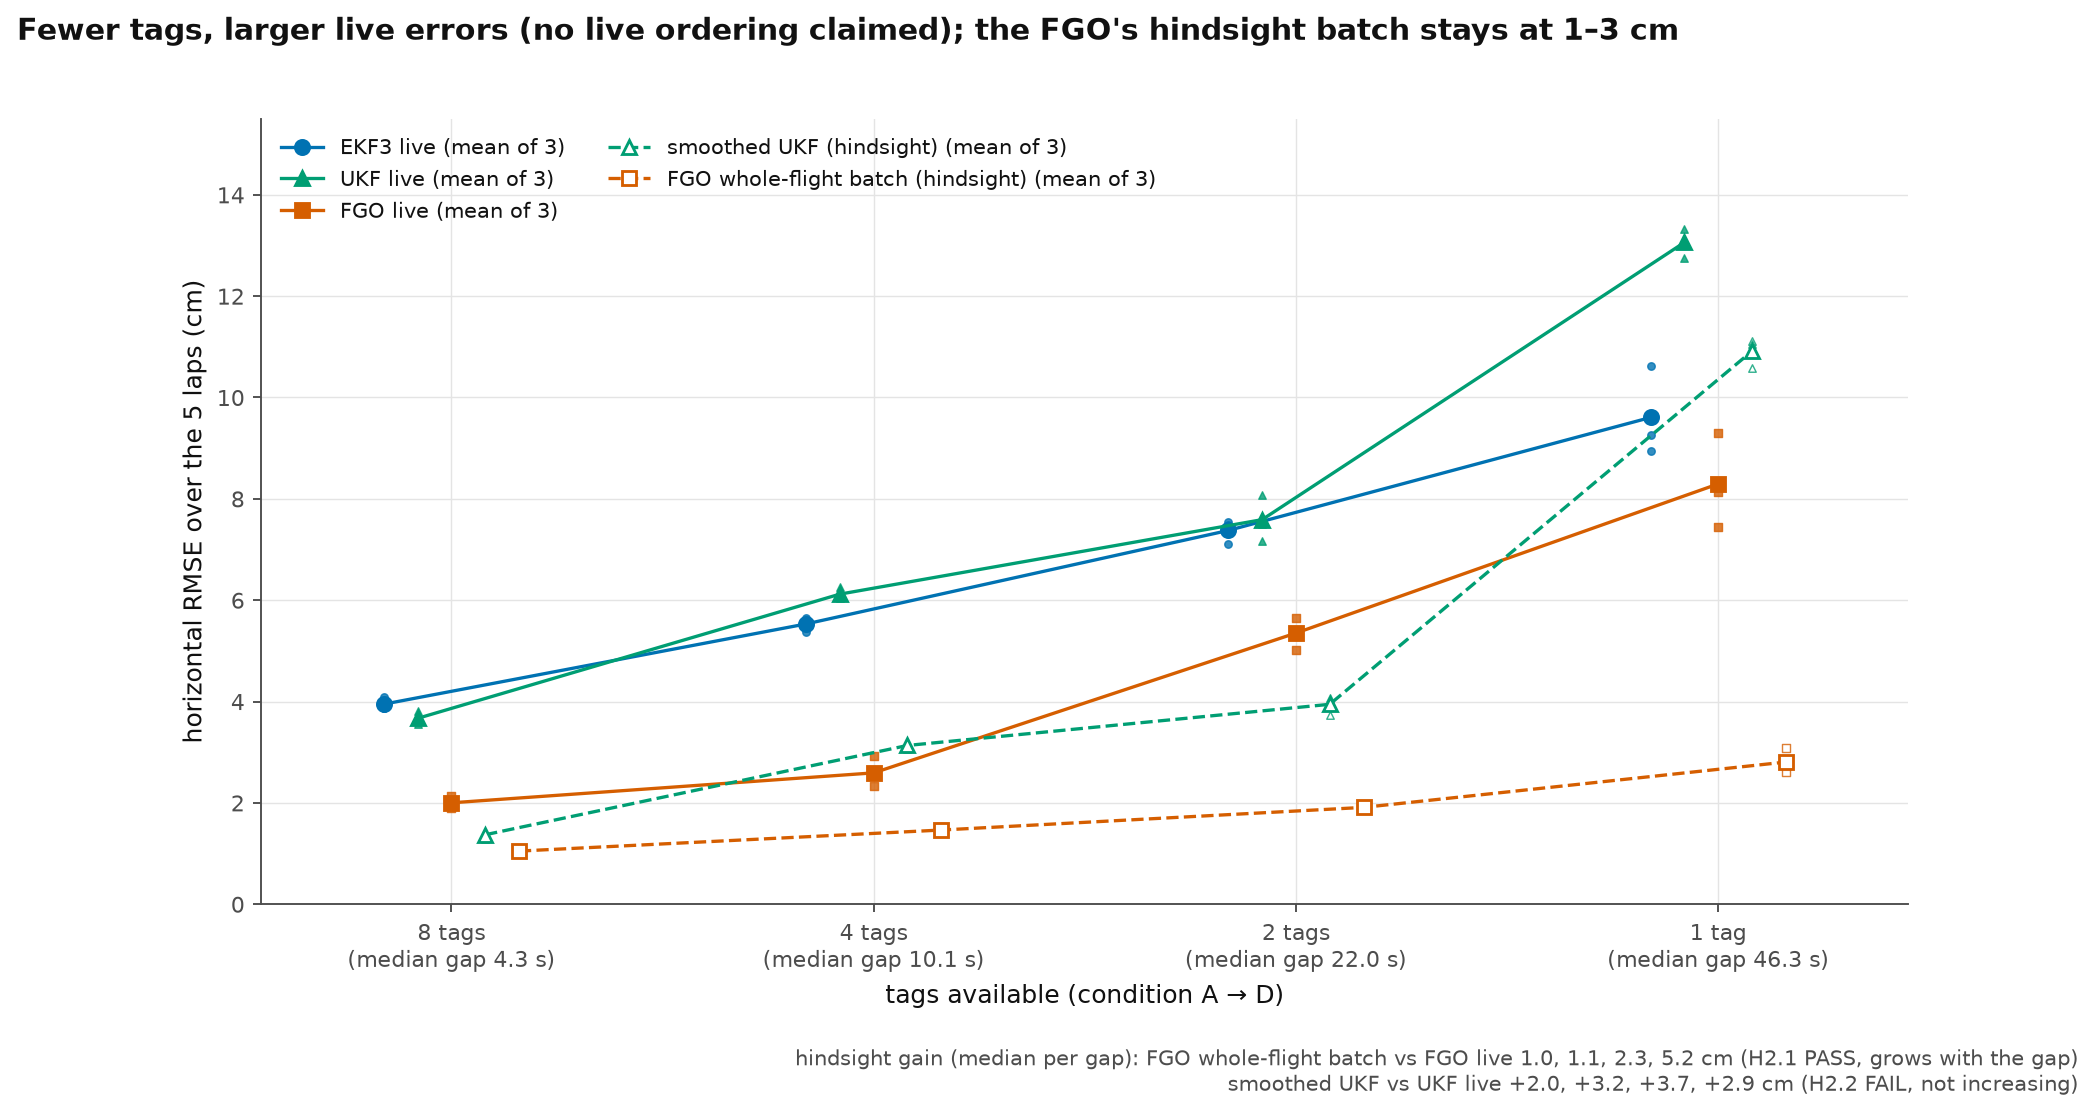 Fewer tags, larger live errors (no live ordering claimed); the FGO's hindsight batch stays at 1–3 cm
EKF3 live (mean of 3)
UKF live (mean of 3)
FGO live (mean of 3)
smoothed UKF (hindsight) (mean of 3)
FGO whole-flight batch (hindsight) (mean of 3)
horizontal RMSE over the 5 laps (cm)
14
12
10
8
6
4
2
0
8 tags
(median gap 4.3 s)
4 tags
(median gap 10.1 s)
2 tags
(median gap 22.0 s)
1 tag
(median gap 46.3 s)
tags available (condition A → D)
hindsight gain (median per gap): FGO whole-flight batch vs FGO live 1.0, 1.1, 2.3, 5.2 cm (H2.1 PASS, grows with the gap)
smoothed UKF vs UKF live +2.0, +3.2, +3.7, +2.9 cm (H2.2 FAIL, not increasing)